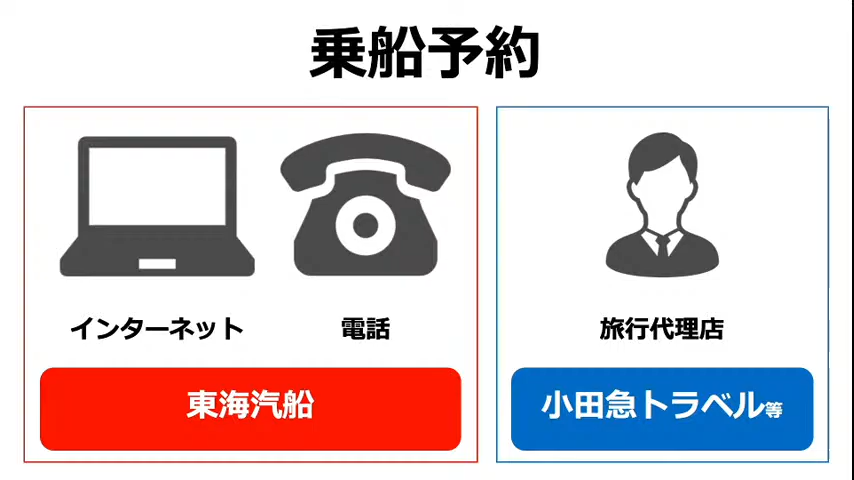 乗船予約
インターネット
電話
東海汽船
旅行代理店
小田急トラベル等